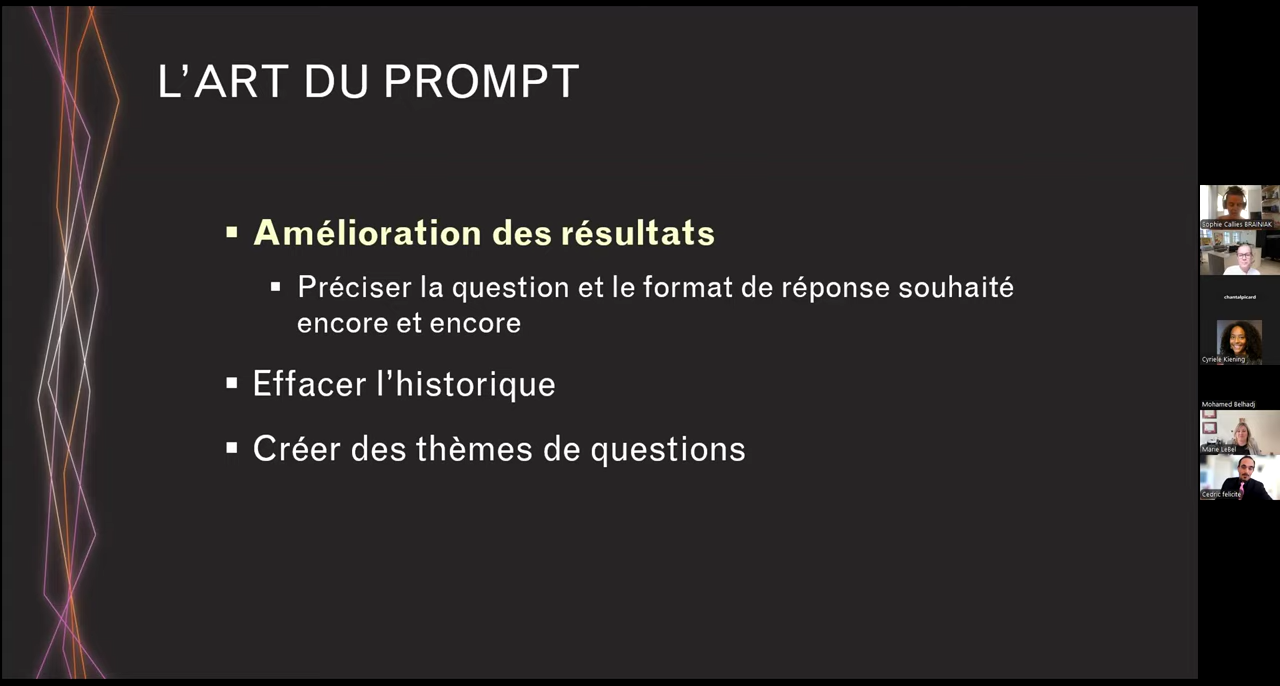 L’ART DU PROMPT
Amélioration des résultats
Préciser la question et le format de réponse souhaité
encore et encore
Effacer l’historique
Créer des thèmes de questions
Sophie Callies BRAINIAK
chantalpicard
Cyriele Kiening
Mohamed Belhadj
Marie LeBel
Cedric felicite